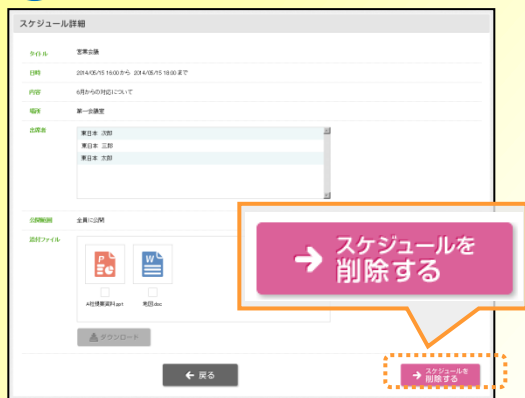 スケジュール詳細
タイトル 営業会議
日時 2014/05/15 16:00 から 2014/05/15 18:00 まで
内容 6月からの対応について
場所 第一会議室
出席者 東日本 次郎
東日本 三郎
東日本 太郎
公開範囲 全員に公開
添付ファイル
A社提案資料.ppt 地図.doc
ダウンロード
スケジュールを
削除する
戻る
スケジュールを
削除する